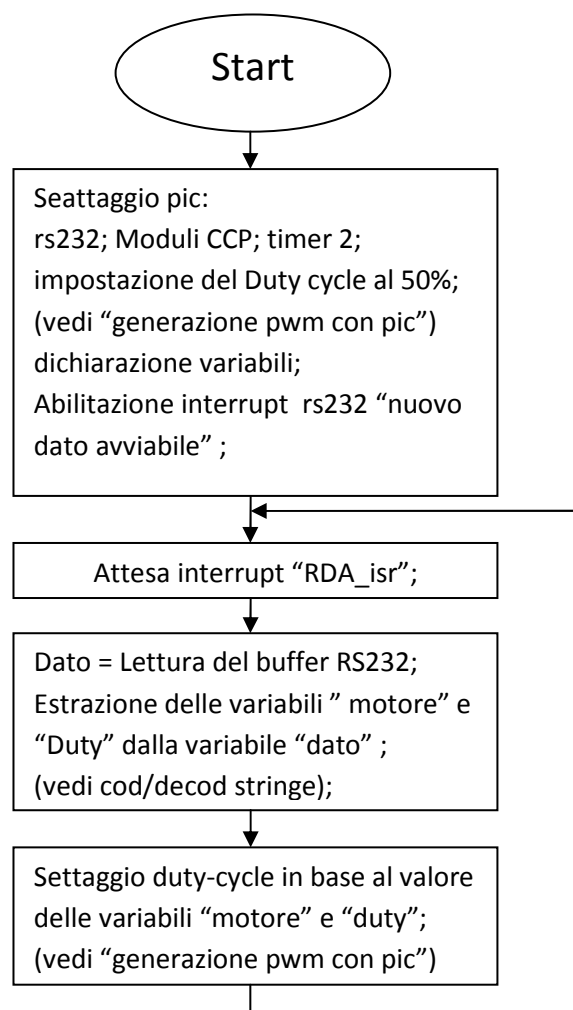 Start
Seattaggio pic:
rs232; Moduli CCP; timer 2;
impostazione del Duty cycle al 50%;
(vedi “generazione pwm con pic”)
dichiarazione variabili;
Abilitazione interrupt rs232 “nuovo
dato avviabile” ;
Attesa interrupt “RDA_isr”;
Dato = Lettura del buffer RS232;
Estrazione delle variabili ” motore” e
“Duty” dalla variabile “dato” ;
(vedi cod/decod stringe);
Settaggio duty-cycle in base al valore
delle variabili “motore” e “duty”;
(vedi “generazione pwm con pic”)